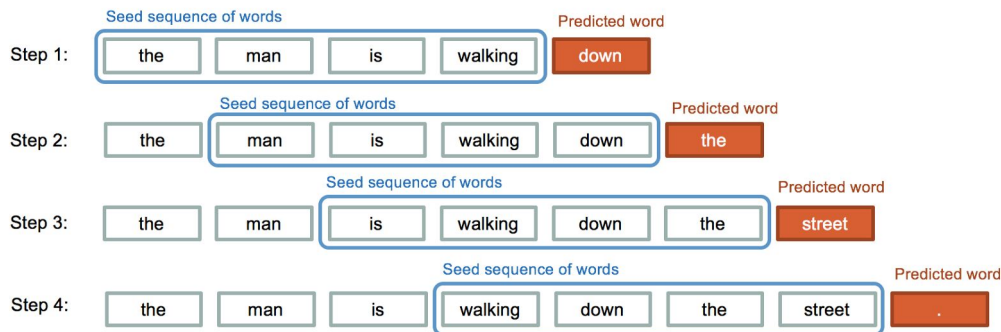 Seed sequence of words Predicted word
Step 1: the man is walking down
Seed sequence of words Predicted word
Step 2: the man is walking down the
Seed sequence of words Predicted word
Step 3: the man is walking down the street
Seed sequence of words Predicted word
Step 4: the man is walking down the street .